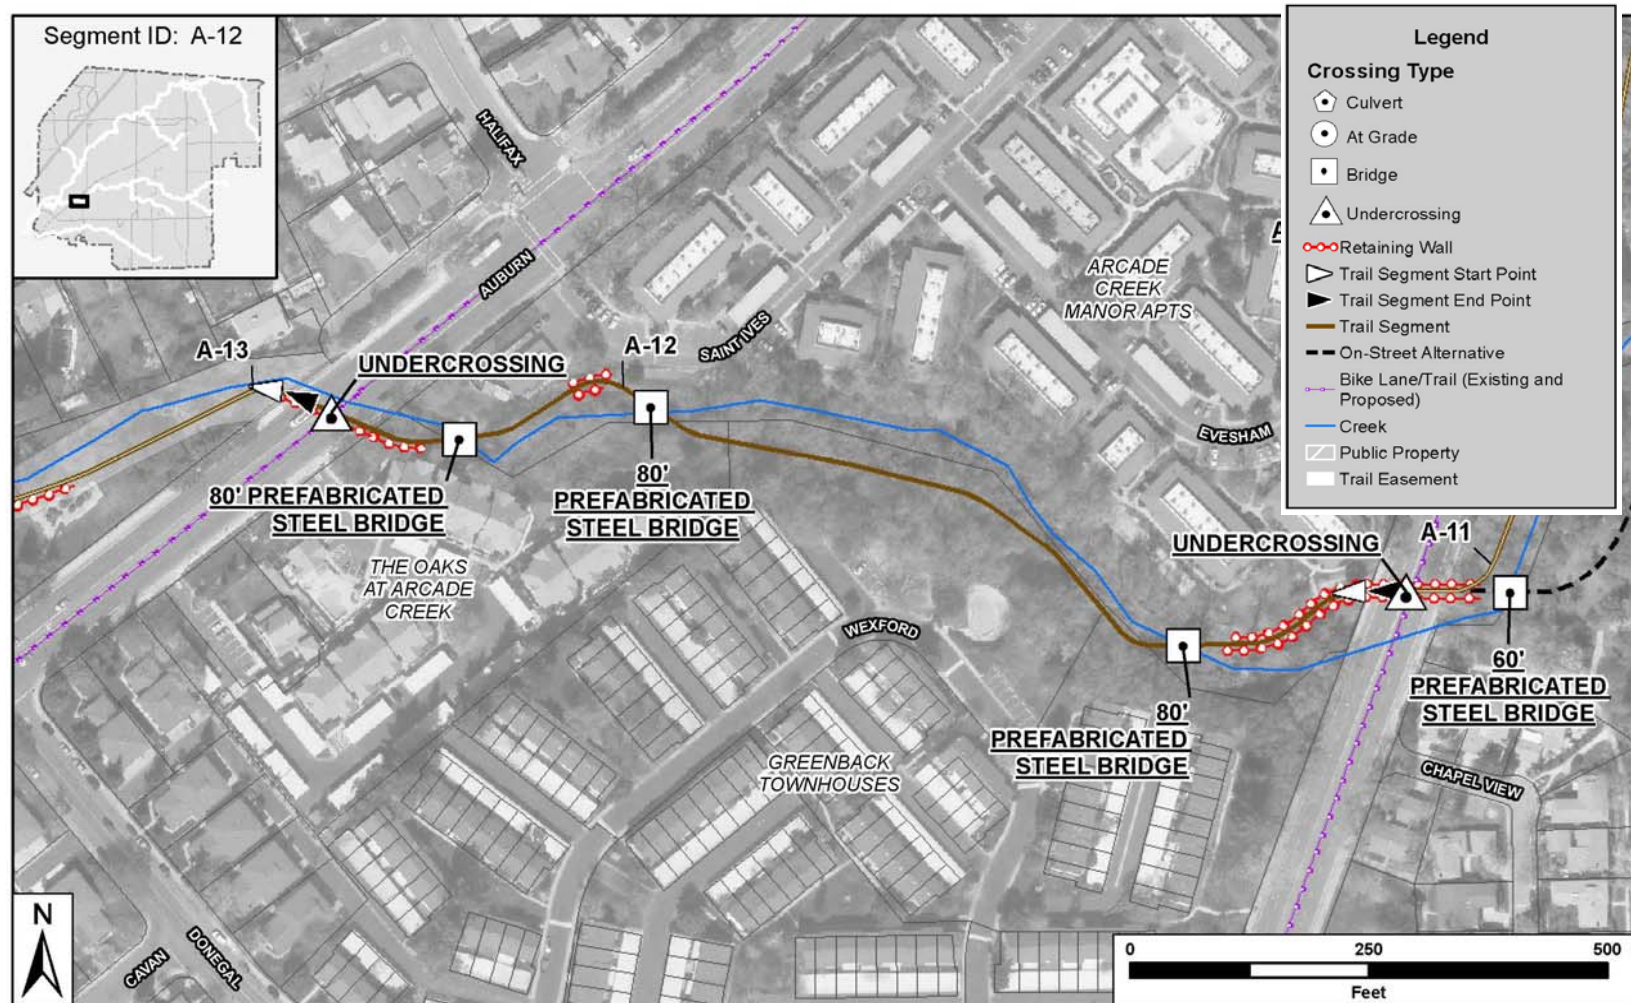 Segment ID: A-12
Legend
Crossing Type
Culvert
At Grade
Bridge
Undercrossing
Retaining Wall
Trail Segment Start Point
Trail Segment End Point
Trail Segment
On-Street Alternative
Bike Lane/Trail (Existing and
Proposed)
Creek
Public Property
Trail Easement
HALIFAX
AUBURN
ARCADE
CREEK
MANOR APTS
SAINT IVES
A-13
UNDERCROSSING
A-12
EVESHAM
80' PREFABRICATED
STEEL BRIDGE
80'
PREFABRICATED
STEEL BRIDGE
THE OAKS
AT ARCADE
CREEK
UNDERCROSSING
A-11
WEXFORD
60'
PREFABRICATED
STEEL BRIDGE
80'
PREFABRICATED
STEEL BRIDGE
GREENBACK
TOWNHOUSES
CHAPEL VIEW
N
CAVAN
DONEGAL
0 250 500
Feet